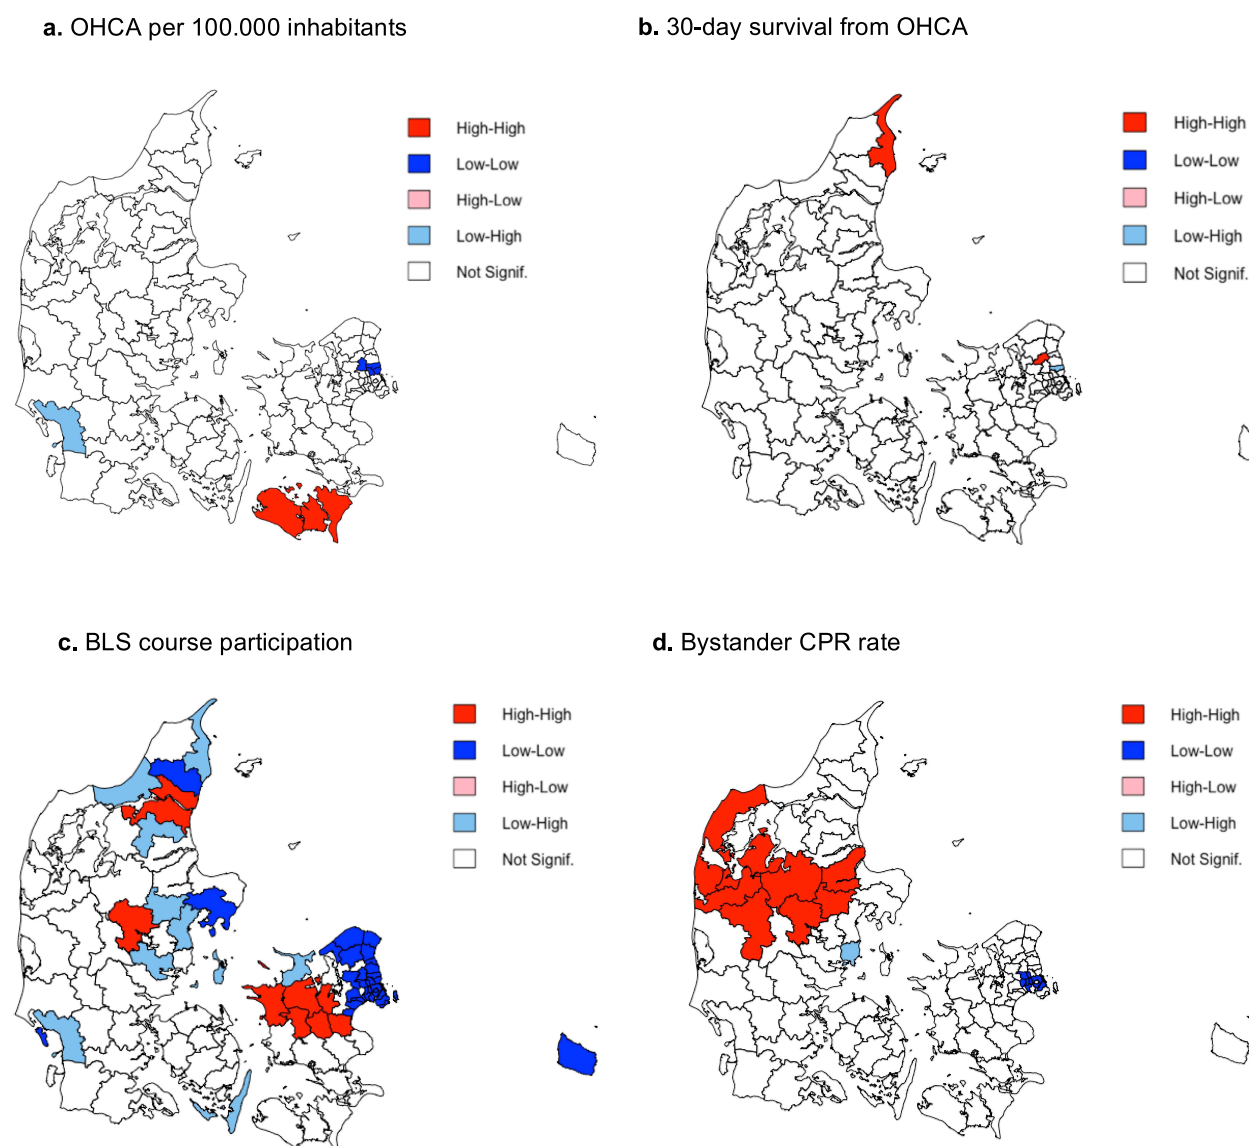 a. OHCA per 100.000 inhabitants
High-High
Low-Low
High-Low
Low-High
Not Signif.
b. 30-day survival from OHCA
High-High
Low-Low
High-Low
Low-High
Not Signif.
c. BLS course participation
High-High
Low-Low
High-Low
Low-High
Not Signif.
d. Bystander CPR rate
High-High
Low-Low
High-Low
Low-High
Not Signif.